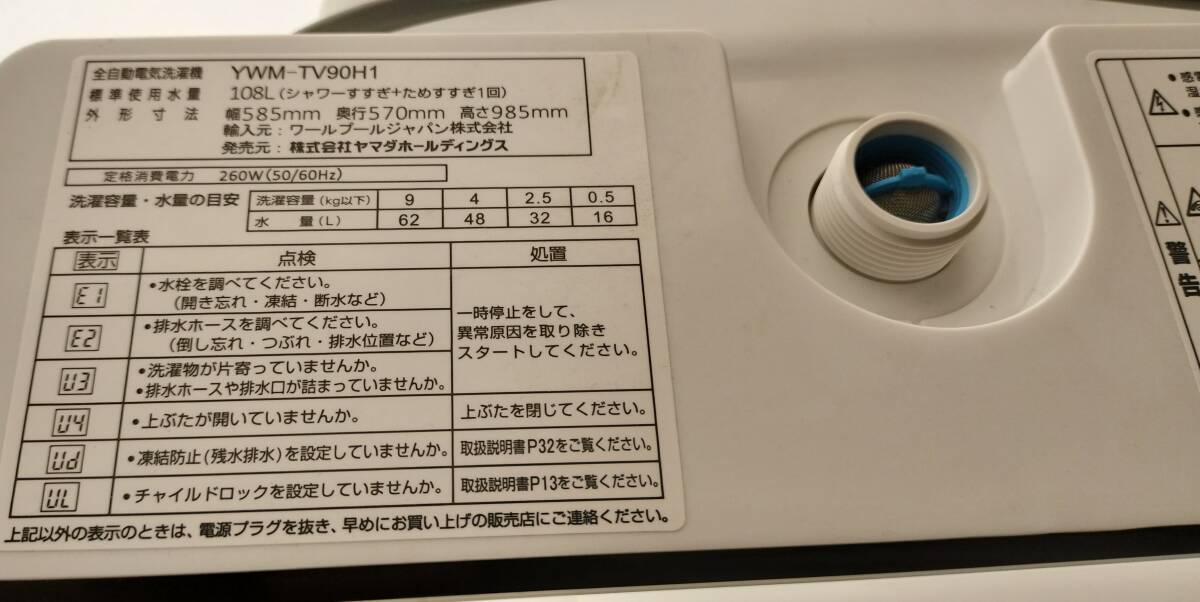 全自動電気洗濯機 YWM-TV90H1
標準使用水量 108L(シャワーすすぎ+ためすすぎ1回)
外形寸法 幅585mm 奥行570mm 高さ985mm
輸入元：ワールプールジャパン株式会社
発売元：株式会社ヤマダホールディングス
定格消費電力 260W(50/60Hz)
洗濯容量・水量の目安
洗濯容量(kg以下) 9 4 2.5 0.5
水量(L) 62 48 32 16
表示一覧表
表示 点検 処置
E1 •水栓を調べてください。
(開き忘れ・凍結・断水など)
E2 •排水ホースを調べてください。
(倒し忘れ・つぶれ・排水位置など)
U3 •洗濯物が片寄っていませんか。
•排水ホースや排水口が詰まっていませんか。
一時停止をして、
異常原因を取り除き
スタートしてください。
U4 •上ぶたが開いていませんか。 上ぶたを閉じてください。
Ud •凍結防止(残水排水)を設定していませんか。 取扱説明書P32をご覧ください。
UL •チャイルドロックを設定していませんか。 取扱説明書P13をご覧ください。
上記以外の表示のときは、電源プラグを抜き、早めにお買い上げの販売店にご連絡ください。
•感
警告